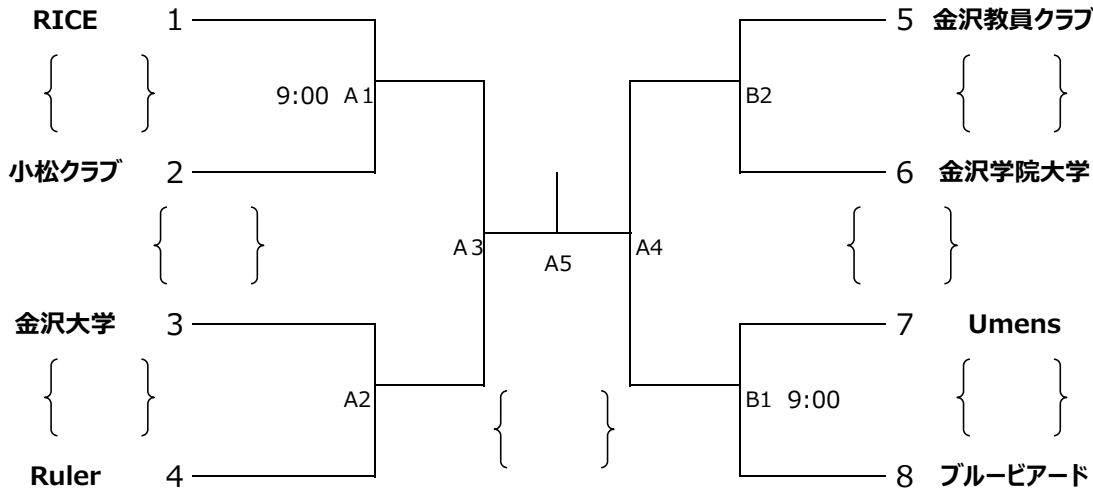 RICE 1 5 金沢教員クラブ
9:00 A1 B2
小松クラブ 2 6 金沢学院大学
A3 A5 A4
金沢大学 3 7 Umens
A2 B1 9:00
Ruler 4 8 ブルービアード